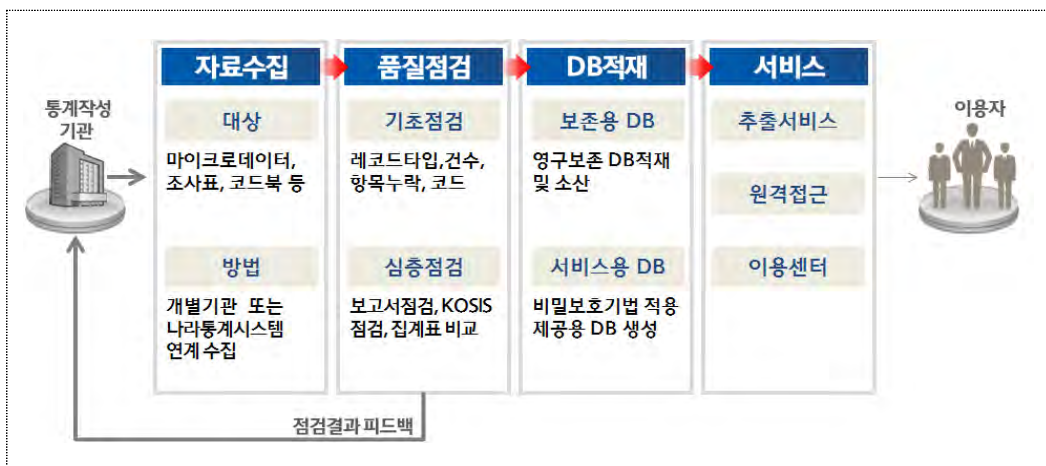 자료수집
품질점검
DB적재
서비스
통계작성
기관
대상
마이크로데이터,
조사표, 코드북 등
방법
개별기관 또는
나라통계시스템
연계 수집
기초점검
레코드타입,건수,
항목누락, 코드
심층점검
보고서점검, KOSIS
점검, 집계표 비교
보존용 DB
영구보존 DB적재
및 소산
서비스용 DB
비밀보호기법 적용
제공용 DB 생성
추출서비스
원격접근
이용센터
이용자
점검결과 피드백